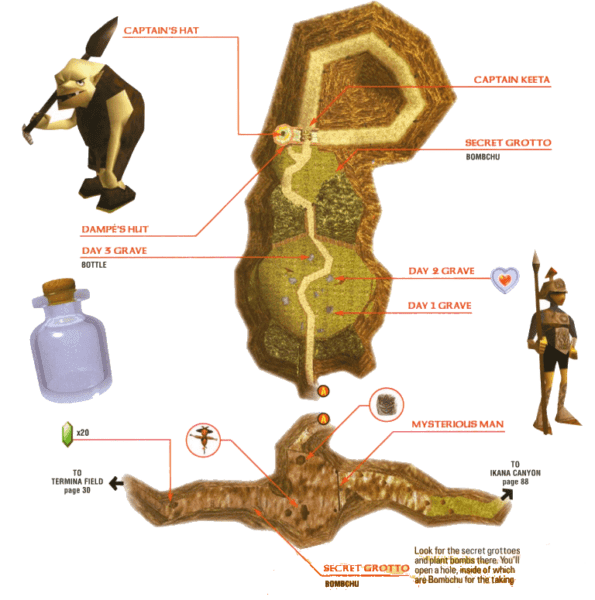 CAPTAIN'S HAT
CAPTAIN KEETA
SECRET GROTTO
BOMBCHU
DAMPÉ'S HUT
DAY 3 GRAVE
BOTTLE
DAY 2 GRAVE
DAY 1 GRAVE
A
A
x20
MYSTERIOUS MAN
TO
TERMINA FIELD
page 30
TO
IKANA CANYON
page 88
SECRET GROTTO
BOMBCHU
Look for the secret grottoes
and plant bombs there. You'll
open a hole, inside of which
are Bombchu for the taking